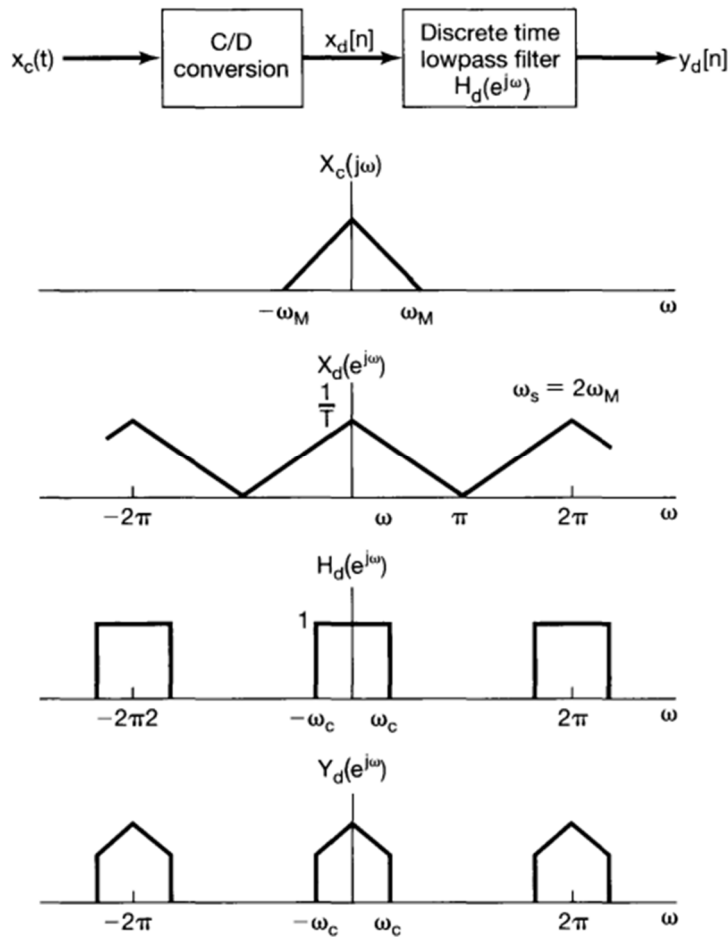 x_c(t) C/D conversion x_d[n] Discrete time lowpass filter H_d(e^{jω}) y_d[n]
X_c(jω)
−ω_M ω_M ω
X_d(e^{jω})
1/T ω_s = 2ω_M
−2π ω π 2π ω
H_d(e^{jω})
1
−2π2 −ω_c ω_c 2π ω
Y_d(e^{jω})
−2π −ω_c ω_c 2π ω